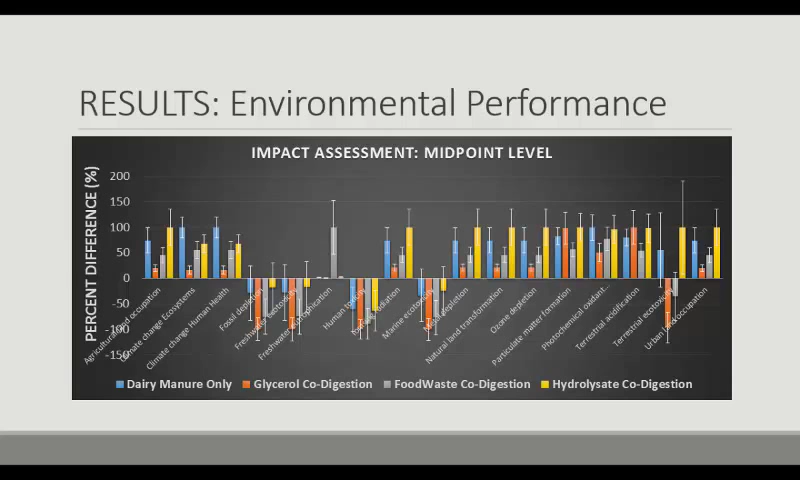 RESULTS: Environmental Performance
IMPACT ASSESSMENT: MIDPOINT LEVEL
PERCENT DIFFERENCE (%)
200
150
100
50
0
-50
-100
-150
Agricultural land occupation
Climate change Ecosystems
Climate change Human Health
Fossil depletion
Freshwater ecotoxicity
Freshwater eutrophication
Human toxicity
radiation
Marine ecotoxicity
depletion
Natural land transformation
Ozone depletion
Particulate matter formation
Photochemical oxidant...
Terrestrial acidification
Terrestrial ecotoxicity
Urban land occupation
Dairy Manure Only
Glycerol Co-Digestion
FoodWaste Co-Digestion
Hydrolysate Co-Digestion